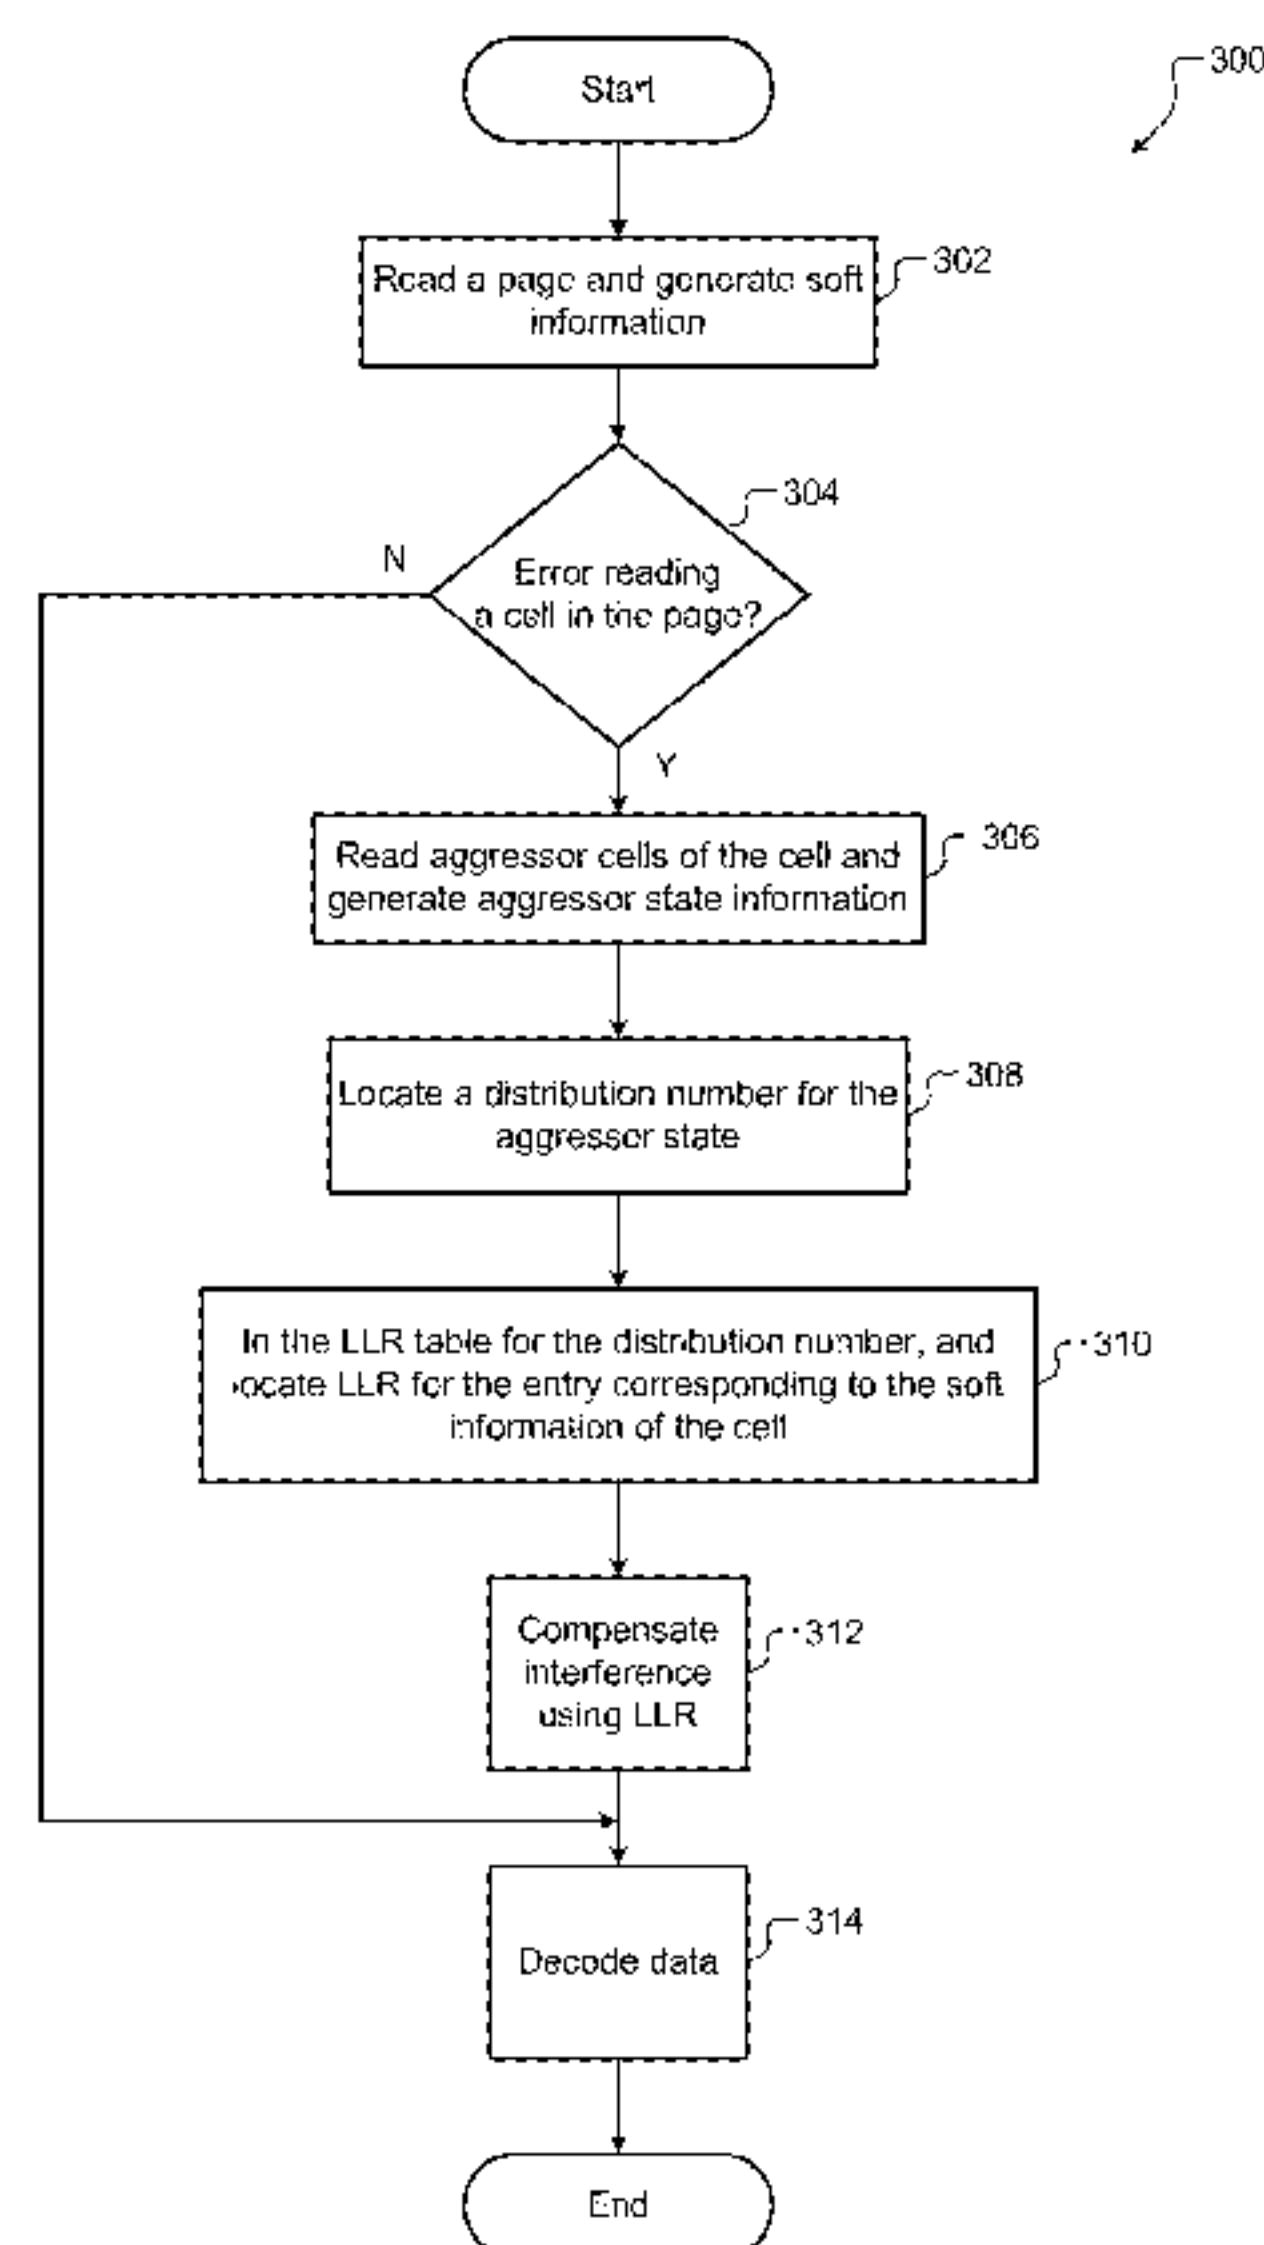 Start
300
Read a page and generate soft
information
302
304
N
Error reading
a cell in the page?
Y
Read aggressor cells of the cell and
generate aggressor state information
306
Locate a distribution number for the
aggressor state
308
In the LLR table for the distribution number, and
locate LLR for the entry corresponding to the soft
information of the cell
310
Compensate
interference
using LLR
312
Decode data
314
End